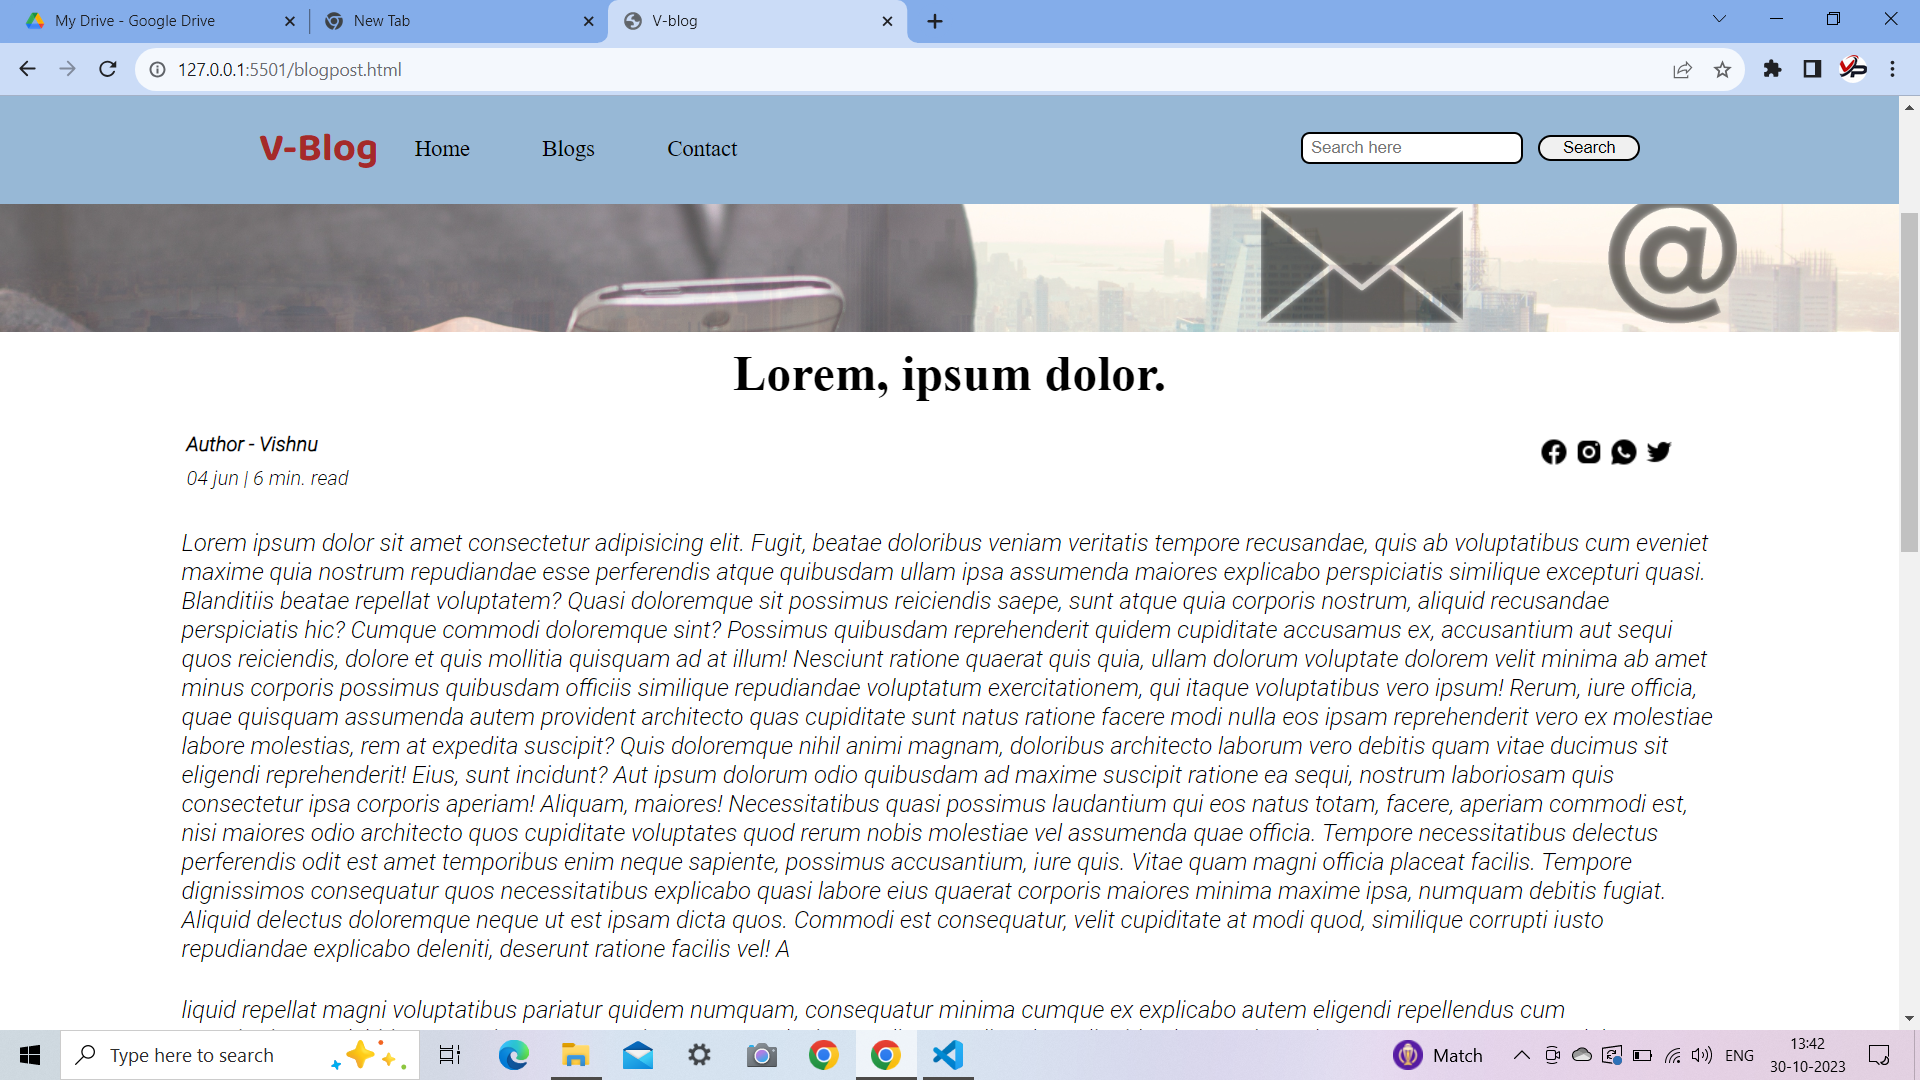 My Drive - Google Drive
New Tab
V-blog
127.0.0.1:5501/blogpost.html
V-Blog
Home
Blogs
Contact
Search here
Search
@
Lorem, ipsum dolor.
Author - Vishnu
04 jun | 6 min. read
Lorem ipsum dolor sit amet consectetur adipisicing elit. Fugit, beatae doloribus veniam veritatis tempore recusandae, quis ab voluptatibus cum eveniet
maxime quia nostrum repudiandae esse perferendis atque quibusdam ullam ipsa assumenda maiores explicabo perspiciatis similique excepturi quasi.
Blanditiis beatae repellat voluptatem? Quasi doloremque sit possimus reiciendis saepe, sunt atque quia corporis nostrum, aliquid recusandae
perspiciatis hic? Cumque commodi doloremque sint? Possimus quibusdam reprehenderit quidem cupiditate accusamus ex, accusantium aut sequi
quos reiciendis, dolore et quis mollitia quisquam ad at illum! Nesciunt ratione quaerat quis quia, ullam dolorum voluptate dolorem velit minima ab amet
minus corporis possimus quibusdam officiis similique repudiandae voluptatum exercitationem, qui itaque voluptatibus vero ipsum! Rerum, iure officia,
quae quisquam assumenda autem provident architecto quas cupiditate sunt natus ratione facere modi nulla eos ipsam reprehenderit vero ex molestiae
labore molestias, rem at expedita suscipit? Quis doloremque nihil animi magnam, doloribus architecto laborum vero debitis quam vitae ducimus sit
eligendi reprehenderit! Eius, sunt incidunt? Aut ipsum dolorum odio quibusdam ad maxime suscipit ratione ea sequi, nostrum laboriosam quis
consectetur ipsa corporis aperiam! Aliquam, maiores! Necessitatibus quasi possimus laudantium qui eos natus totam, facere, aperiam commodi est,
nisi maiores odio architecto quos cupiditate voluptates quod rerum nobis molestiae vel assumenda quae officia. Tempore necessitatibus delectus
perferendis odit est amet temporibus enim neque sapiente, possimus accusantium, iure quis. Vitae quam magni officia placeat facilis. Tempore
dignissimos consequatur quos necessitatibus explicabo quasi labore eius quaerat corporis maiores minima maxime ipsa, numquam debitis fugiat.
Aliquid delectus doloremque neque ut est ipsam dicta quos. Commodi est consequatur, velit cupiditate at modi quod, similique corrupti iusto
repudiandae explicabo deleniti, deserunt ratione facilis vel! A
liquid repellat magni voluptatibus pariatur quidem numquam, consequatur minima cumque ex explicabo autem eligendi repellendus cum
Type here to search
Match
ENG
13:42
30-10-2023